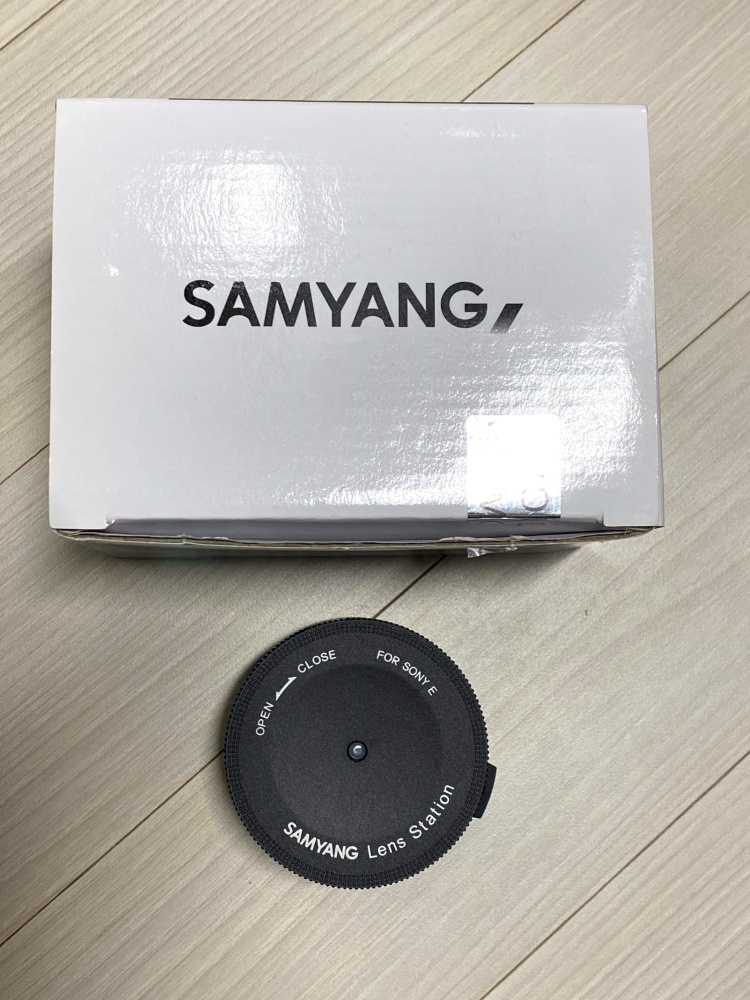 SAMYANG
OPEN CLOSE
FOR SONY E
SAMYANG Lens Station